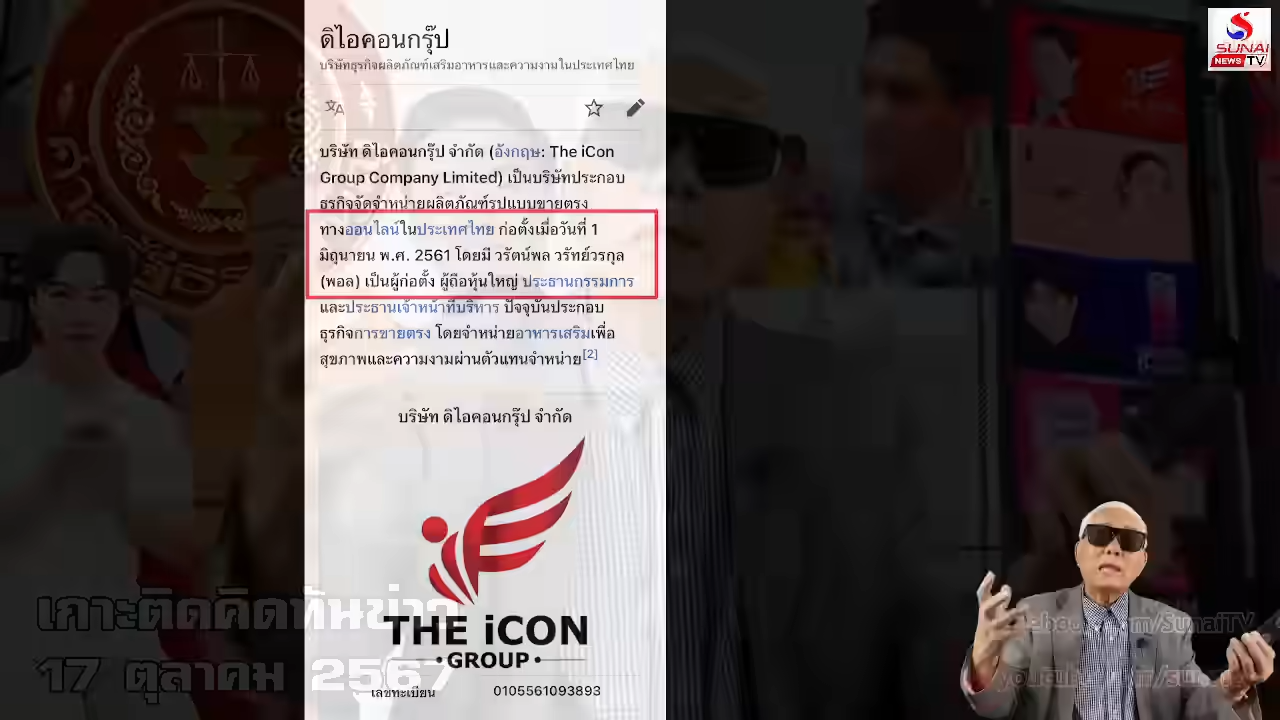 ดิไอคอนกรุ๊ป
บริษัทธุรกิจผลิตภัณฑ์เสริมอาหารและความงามในประเทศไทย
บริษัท ดิไอคอนกรุ๊ป จำกัด (อังกฤษ: The iCon
Group Company Limited) เป็นบริษัทประกอบ
ธุรกิจจัดจำหน่ายผลิตภัณฑ์รูปแบบขายตรง
ทางออนไลน์ในประเทศไทย ก่อตั้งเมื่อวันที่ 1
มิถุนายน พ.ศ. 2561 โดยมี วรัตน์พล วรัทย์วรกุล
(พอล) เป็นผู้ก่อตั้ง ผู้ถือหุ้นใหญ่ ประธานกรรมการ
และประธานเจ้าหน้าที่บริหาร ปัจจุบันประกอบ
ธุรกิจการขายตรง โดยจำหน่ายอาหารเสริมเพื่อ
สุขภาพและความงามผ่านตัวแทนจำหน่าย[2]
บริษัท ดิไอคอนกรุ๊ป จำกัด
THE iCON
GROUP
เลขทะเบียน 0105561093893
SUNAI
NEWS TV
เกาะติดคิดทันข่าว
17 ตุลาคม 2567